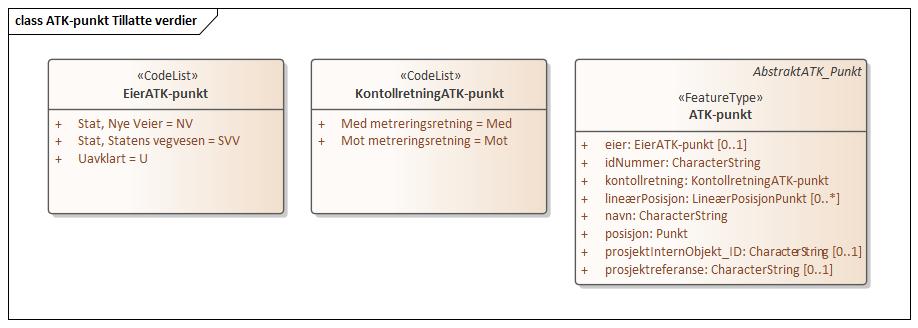 class ATK-punkt Tillatte verdier
«CodeList»
EierATK-punkt
+ Stat, Nye Veier = NV
+ Stat, Statens vegvesen = SVV
+ Uavklart = U
«CodeList»
KontollretningATK-punkt
+ Med metreringsretning = Med
+ Mot metreringsretning = Mot
AbstraktATK_Punkt
«FeatureType»
ATK-punkt
+ eier: EierATK-punkt [0..1]
+ idNummer: CharacterString
+ kontollretning: KontollretningATK-punkt
+ lineærPosisjon: LineærPosisjonPunkt [0..*]
+ navn: CharacterString
+ posisjon: Punkt
+ prosjektInternObjekt_ID: CharacterString [0..1]
+ prosjektreferanse: CharacterString [0..1]